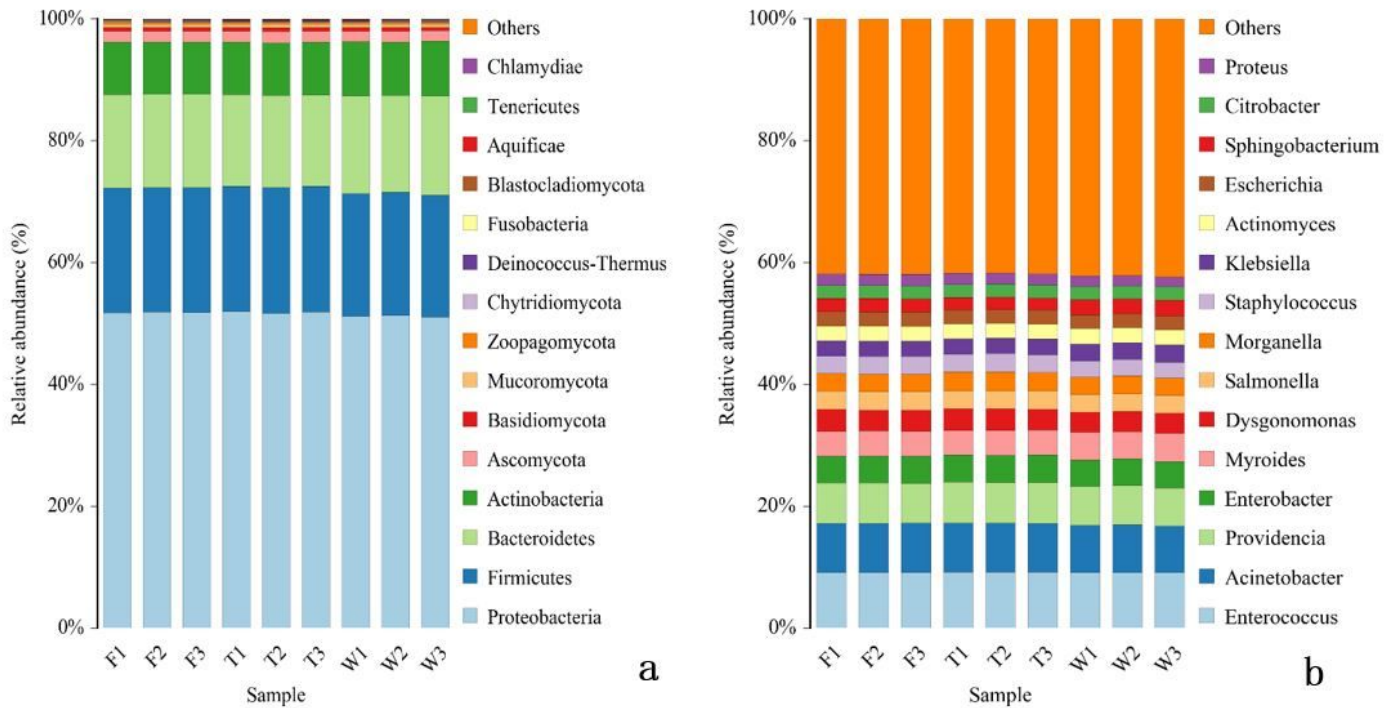 100%
80%
60%
40%
20%
0%
Relative abundance (%)
F1
F2
F3
T1
T2
T3
W1
W2
W3
Sample
Others
Chlamydiae
Tenericutes
Aquificae
Blastocladiomycota
Fusobacteria
Deinococcus-Thermus
Chytridiomycota
Zoopagomycota
Mucoromycota
Basidiomycota
Ascomycota
Actinobacteria
Bacteroidetes
Firmicutes
Proteobacteria
a
100%
80%
60%
40%
20%
0%
Relative abundance (%)
F1
F2
F3
T1
T2
T3
W1
W2
W3
Sample
Others
Proteus
Citrobacter
Sphingobacterium
Escherichia
Actinomyces
Klebsiella
Staphylococcus
Morganella
Salmonella
Dysgonomonas
Myroides
Enterobacter
Providencia
Acinetobacter
Enterococcus
b